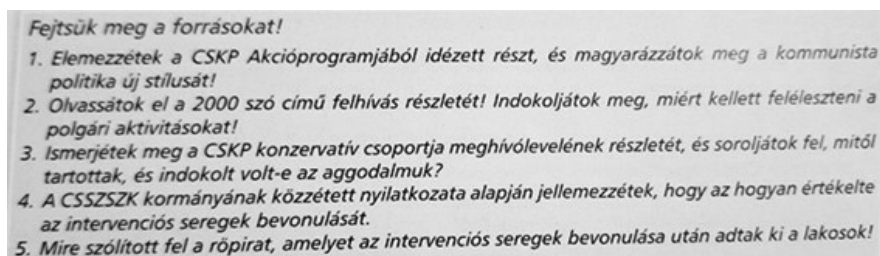 Fejtsük meg a forrásokat!
1. Elemezzétek a CSKP Akcióprogramjából idézett részt, és magyarázzátok meg a kommunista
politika új stílusát!
2. Olvassátok el a 2000 szó című felhívás részletét! Indokoljátok meg, miért kellett feléleszteni a
polgári aktivitásokat!
3. Ismerjétek meg a CSKP konzervatív csoportja meghívólevelének részletét, és soroljátok fel, mitől
tartottak, és indokolt volt-e az aggodalmuk?
4. A CSSZSZK kormányának közzétett nyilatkozata alapján jellemezzétek, hogy az hogyan értékelte
az intervenciós seregek bevonulását.
5. Mire szólított fel a röpirat, amelyet az intervenciós seregek bevonulása után adtak ki a lakosok!